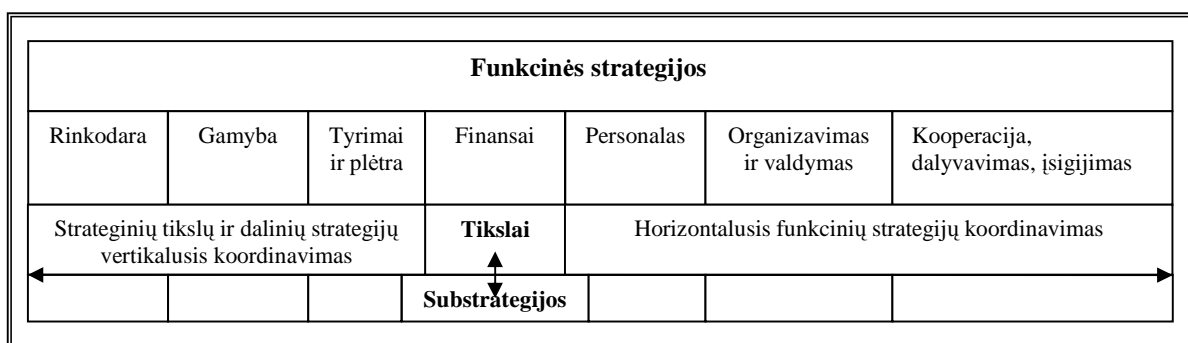 Funkcinės strategijos
Rinkodara
Gamyba
Tyrimai
ir plėtra
Finansai
Personalas
Organizavimas
ir valdymas
Kooperacija,
dalyvavimas, įsigijimas
Strateginių tikslų ir dalinių strategijų
vertikalusis koordinavimas
Tikslai
Horizontalusis funkcinių strategijų koordinavimas
Substrategijos